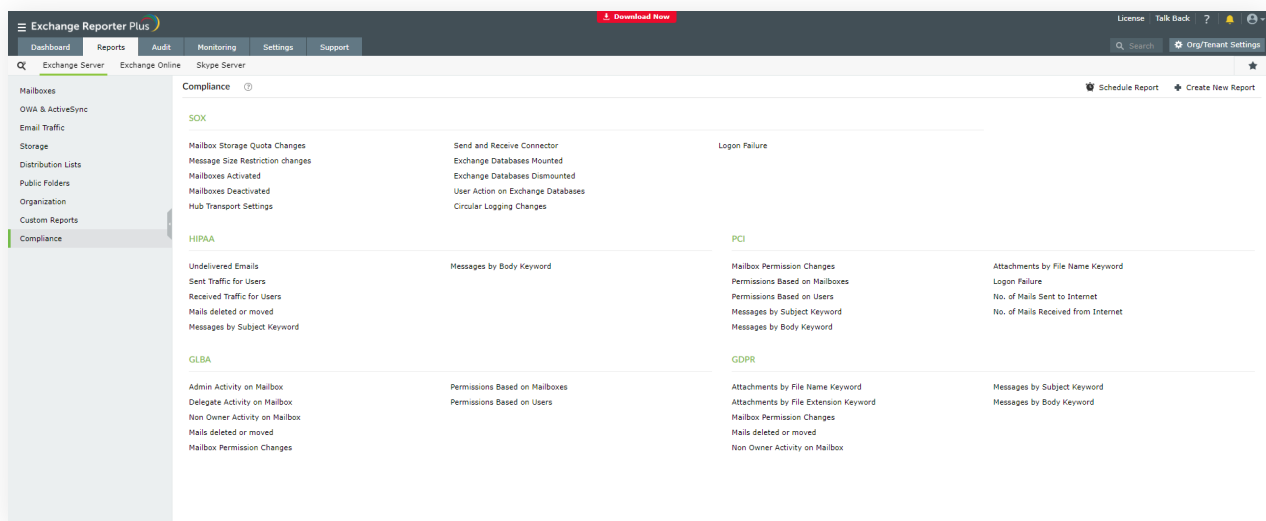 Download Now
License Talk Back ?
Exchange Reporter Plus
Dashboard Reports Audit Monitoring Settings Support
Search Org/Tenant Settings
Exchange Server Exchange Online Skype Server
Mailboxes
OWA & ActiveSync
Email Traffic
Storage
Distribution Lists
Public Folders
Organization
Custom Reports
Compliance
Compliance ?
Schedule Report Create New Report
SOX
Mailbox Storage Quota Changes
Message Size Restriction changes
Mailboxes Activated
Mailboxes Deactivated
Hub Transport Settings
Send and Receive Connector
Exchange Databases Mounted
Exchange Databases Dismounted
User Action on Exchange Databases
Circular Logging Changes
Logon Failure
HIPAA
Undelivered Emails
Sent Traffic for Users
Received Traffic for Users
Mails deleted or moved
Messages by Subject Keyword
Messages by Body Keyword
PCI
Mailbox Permission Changes
Permissions Based on Mailboxes
Permissions Based on Users
Messages by Subject Keyword
Messages by Body Keyword
Attachments by File Name Keyword
Logon Failure
No. of Mails Sent to Internet
No. of Mails Received from Internet
GLBA
Admin Activity on Mailbox
Delegate Activity on Mailbox
Non Owner Activity on Mailbox
Mails deleted or moved
Mailbox Permission Changes
Permissions Based on Mailboxes
Permissions Based on Users
GDPR
Attachments by File Name Keyword
Attachments by File Extension Keyword
Mailbox Permission Changes
Mails deleted or moved
Non Owner Activity on Mailbox
Messages by Subject Keyword
Messages by Body Keyword